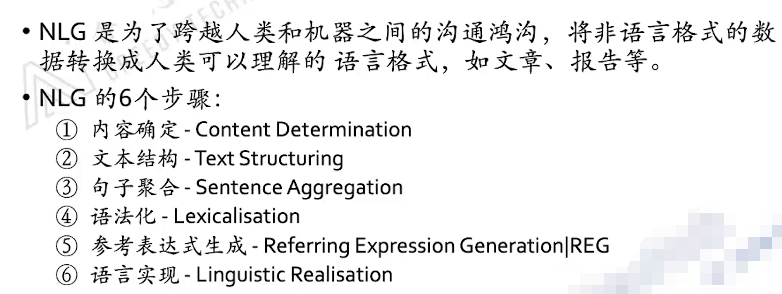 • NLG 是为了跨越人类和机器之间的沟通鸿沟，将非语言格式的数
据转换成人类可以理解的 语言格式，如文章、报告等。
• NLG 的6个步骤：
① 内容确定 - Content Determination
② 文本结构 - Text Structuring
③ 句子聚合 - Sentence Aggregation
④ 语法化 - Lexicalisation
⑤ 参考表达式生成 - Referring Expression Generation|REG
⑥ 语言实现 - Linguistic Realisation